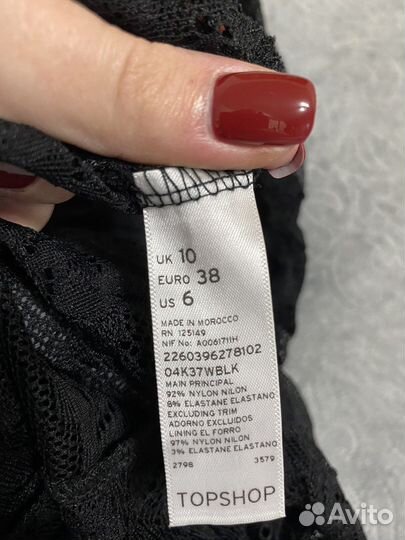 UK 10
EURO 38
US 6
MADE IN MOROCCO
RN 125149
NIF No: A0061711H
2260396278102
04K37WBLK
MAIN PRINCIPAL
92% NYLON NILON
8% ELASTANE ELASTANO
EXCLUDING TRIM
ADORNO EXCLUIDOS
LINING EL FORRO
97% NYLON NILON
3% ELASTANE ELASTANO
2798 3579
TOPSHOP
Avito